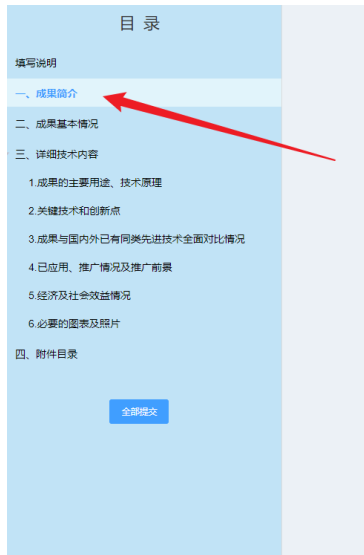 目 录
填写说明
一、成果简介
二、成果基本情况
三、详细技术内容
1.成果的主要用途、技术原理
2.关键技术和创新点
3.成果与国内外已有同类先进技术全面对比情况
4.已应用、推广情况及推广前景
5.经济及社会效益情况
6.必要的图表及照片
四、附件目录
全部提交